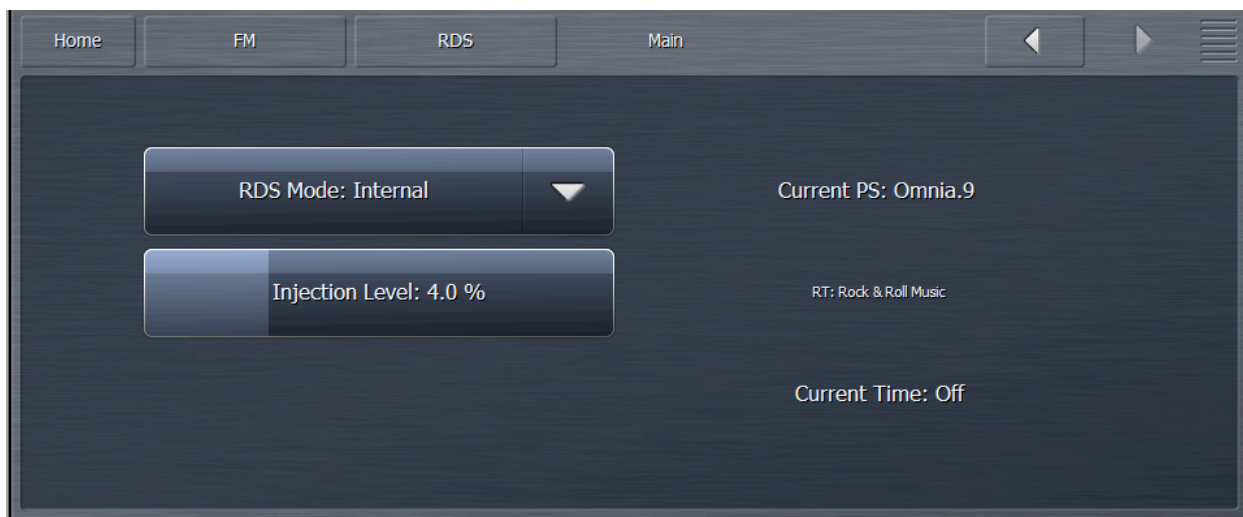 Home
FM
RDS
Main
RDS Mode: Internal
Current PS: Omnia.9
Injection Level: 4.0 %
RT: Rock & Roll Music
Current Time: Off